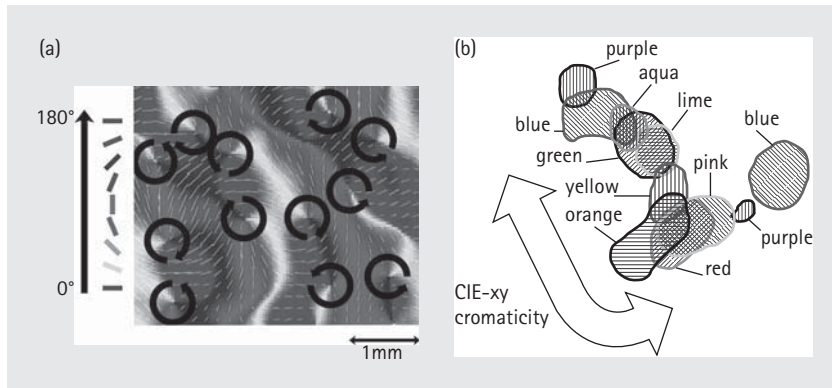 (a)
180°
0°
1mm
(b)
purple
aqua
lime
blue
blue
green
pink
yellow
orange
purple
red
CIE-xy
cromaticity